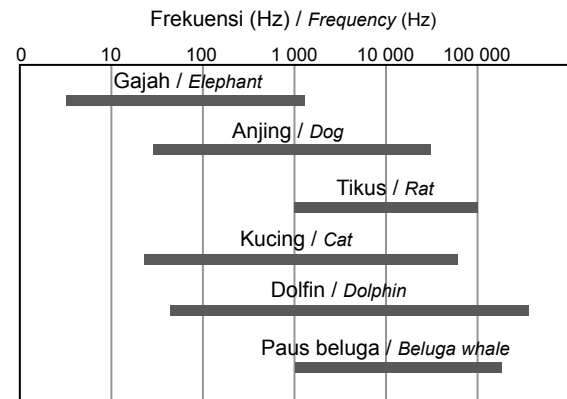 Frekuensi (Hz) / Frequency (Hz)
0 10 100 1 000 10 000 100 000
Gajah / Elephant
Anjing / Dog
Tikus / Rat
Kucing / Cat
Dolfin / Dolphin
Paus beluga / Beluga whale